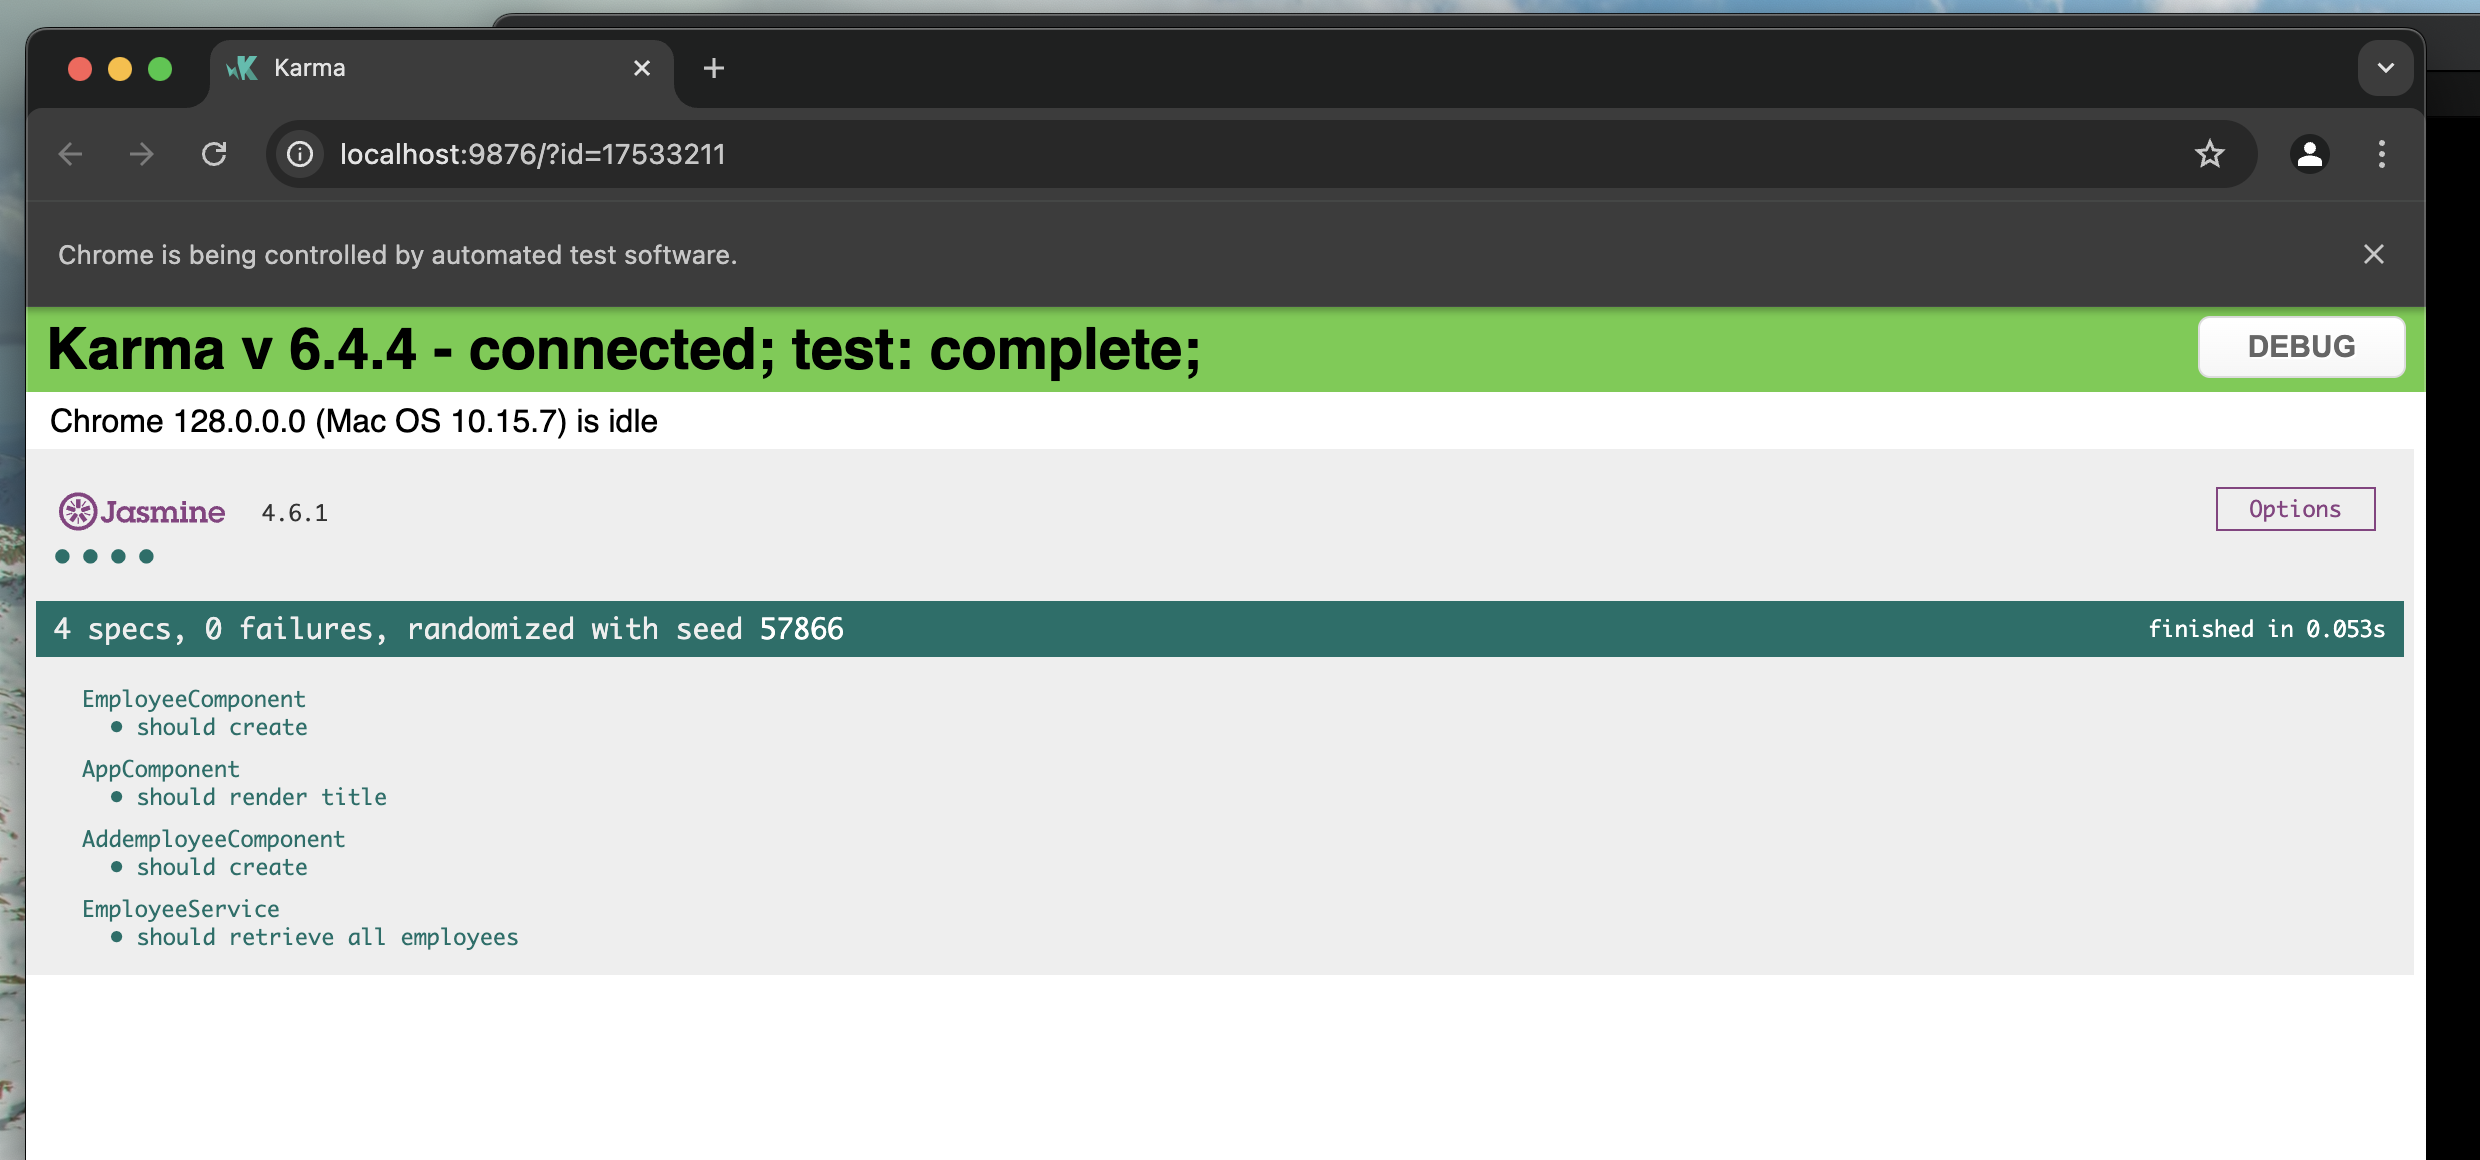 Karma
localhost:9876/?id=17533211
Chrome is being controlled by automated test software.
Karma v 6.4.4 - connected; test: complete;
DEBUG
Chrome 128.0.0.0 (Mac OS 10.15.7) is idle
Jasmine 4.6.1
Options
4 specs, 0 failures, randomized with seed 57866
finished in 0.053s
EmployeeComponent
• should create
AppComponent
• should render title
AddemployeeComponent
• should create
EmployeeService
• should retrieve all employees